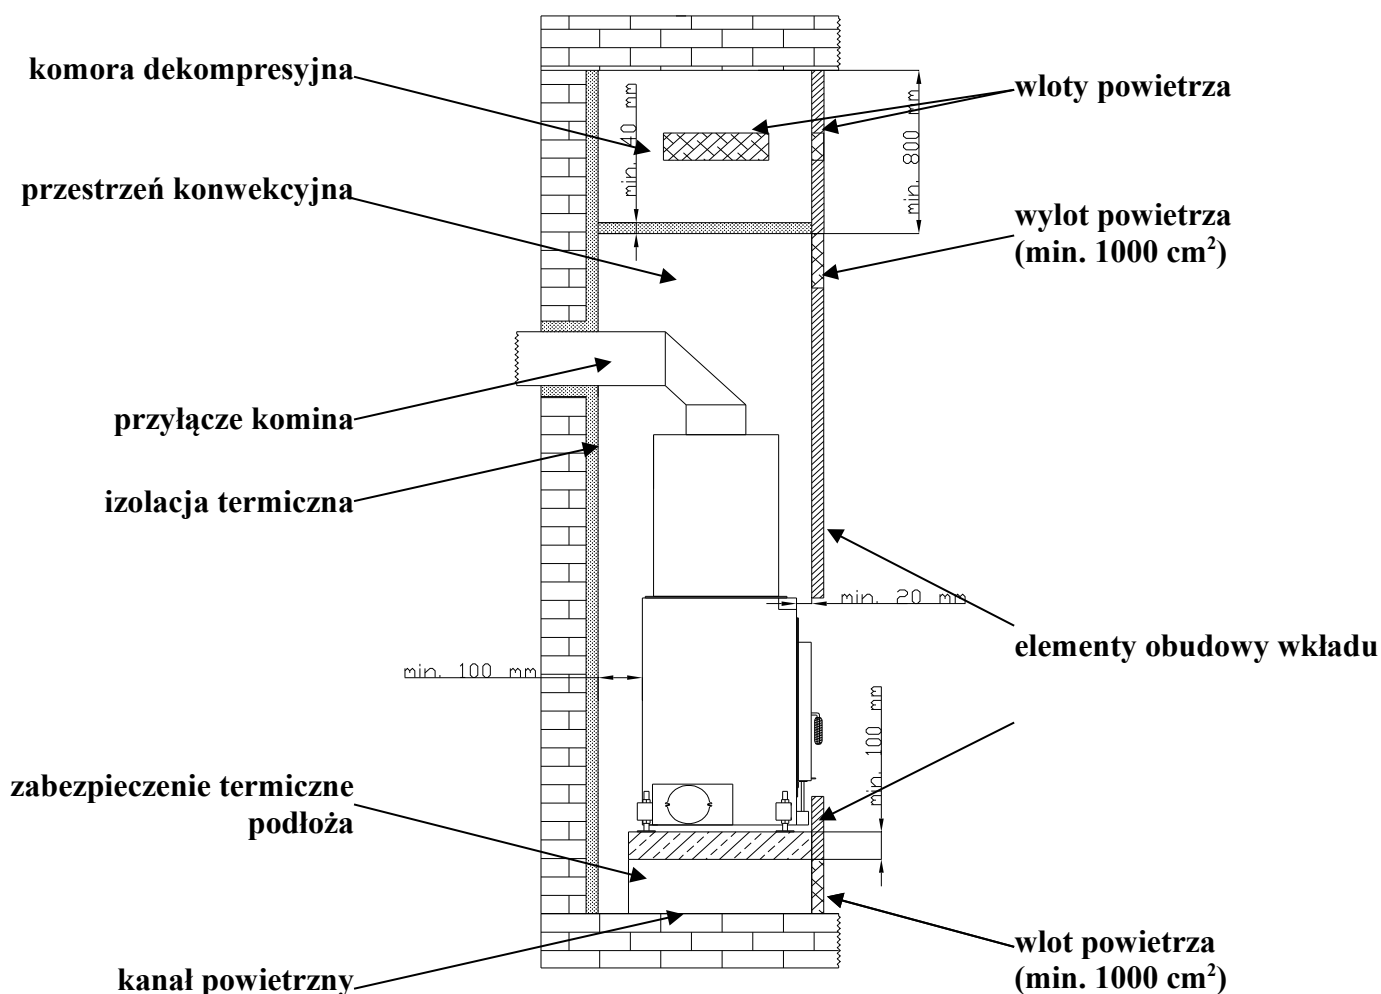 komora dekompresyjna
przestrzeń konwekcyjna
przyłącze komina
izolacja termiczna
zabezpieczenie termiczne
podłoża
kanał powietrzny
min. 40 mm
min. 100 mm
wloty powietrza
min. 800 mm
wylot powietrza
(min. 1000 cm²)
min. 20 mm
elementy obudowy wkładu
min. 100 mm
wlot powietrza
(min. 1000 cm²)